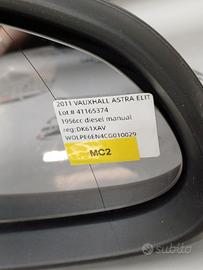 2011 VAUXHALL ASTRA ELIT
Lot # 41165374
1956cc diesel manual
reg:DK61XAV
W0LPE6EN4CG010029
MC2
subito